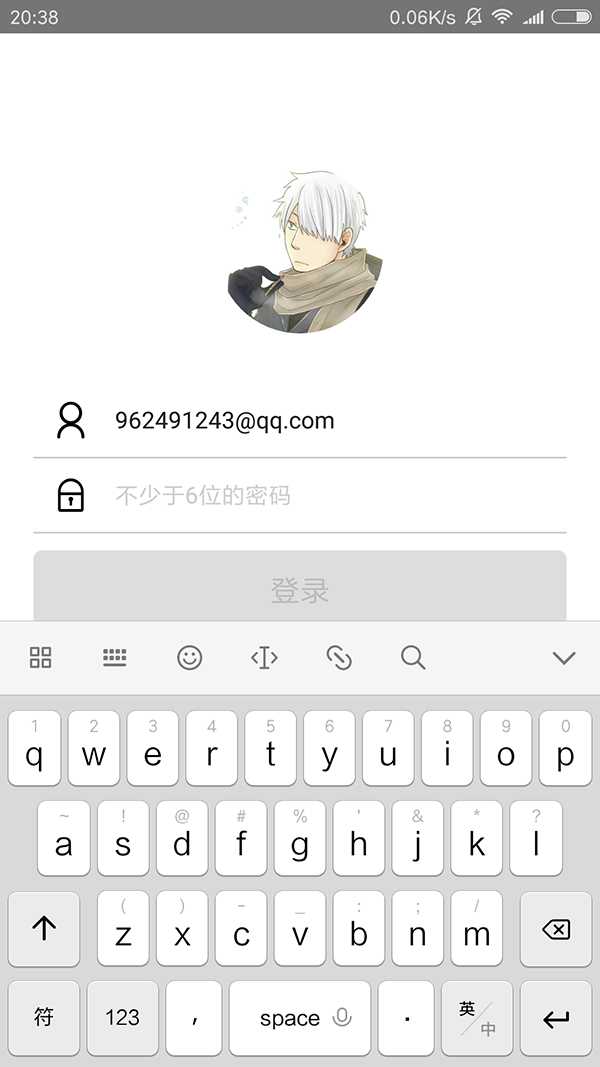 20:38 0.06K/s
962491243@qq.com
不少于6位的密码
登录
1 2 3 4 5 6 7 8 9 0
q w e r t y u i o p
~ ! @ # % ' & * ?
a s d f g h j k l
( ) - _ : ; /
z x c v b n m
符 123 , space . 英/中